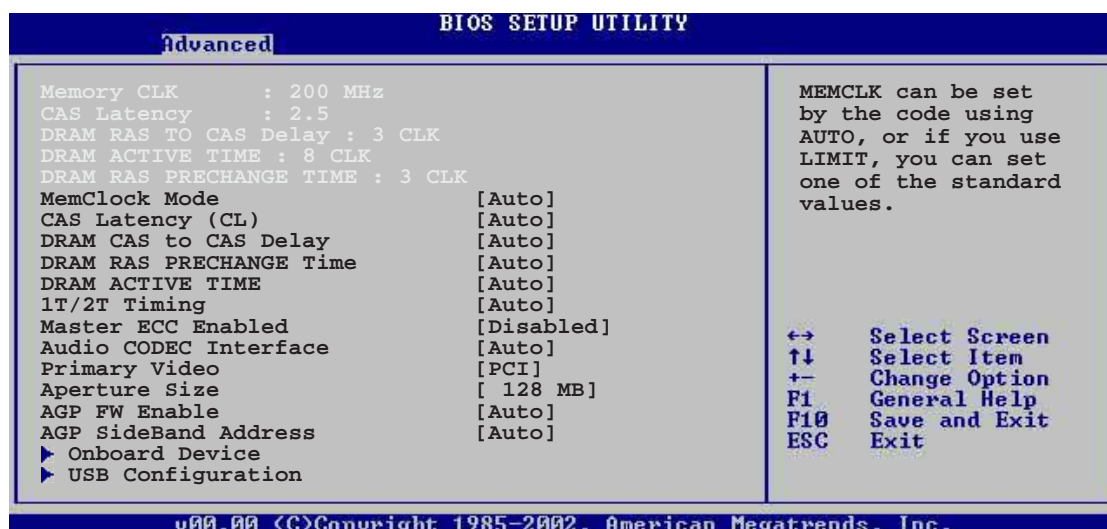 BIOS SETUP UTILITY
Advanced
Memory CLK : 200 MHz
CAS Latency : 2.5
DRAM RAS TO CAS Delay : 3 CLK
DRAM ACTIVE TIME : 8 CLK
DRAM RAS PRECHANGE TIME : 3 CLK
MemClock Mode [Auto]
CAS Latency (CL) [Auto]
DRAM CAS to CAS Delay [Auto]
DRAM RAS PRECHANGE Time [Auto]
DRAM ACTIVE TIME [Auto]
1T/2T Timing [Auto]
Master ECC Enabled [Disabled]
Audio CODEC Interface [Auto]
Primary Video [PCI]
Aperture Size [ 128 MB]
AGP FW Enable [Auto]
AGP SideBand Address [Auto]
Onboard Device
USB Configuration
MEMCLK can be set
by the code using
AUTO, or if you use
LIMIT, you can set
one of the standard
values.
↔ Select Screen
↑↓ Select Item
+- Change Option
F1 General Help
F10 Save and Exit
ESC Exit
v00.00 (C)Copyright 1985-2002, American Megatrends, Inc.